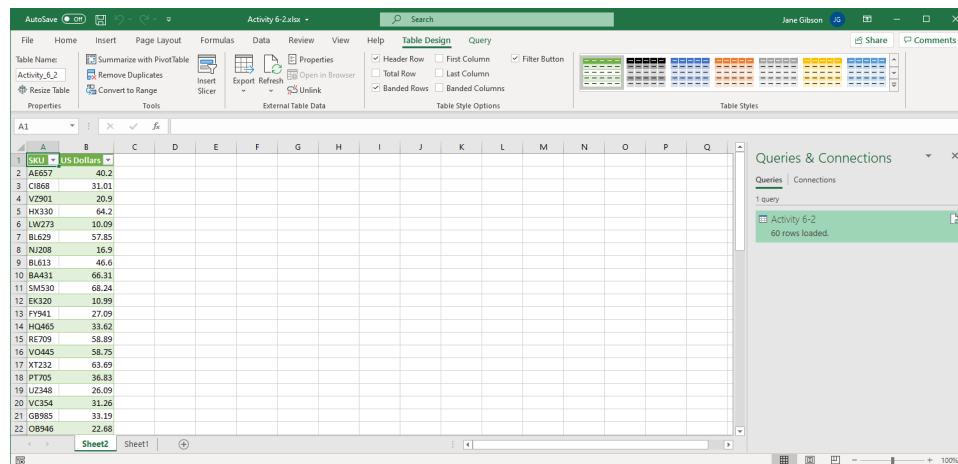 AutoSave Off Activity 6-2.xlsx Search Jane Gibson JG
File Home Insert Page Layout Formulas Data Review View Help Table Design Query Share Comments
Table Name: Summarize with PivotTable Properties Header Row First Column Filter Button
Activity_6_2 Remove Duplicates Insert Slicer Export Refresh Open in Browser Total Row Last Column
Resize Table Convert to Range Unlink Banded Rows Banded Columns
Properties Tools External Table Data Table Style Options Table Styles
A1 fx
A B C D E F G H I J K L M N O P Q
1 SKU US Dollars
2 AE657 40.2
3 CI868 31.01
4 VZ901 20.9
5 HX330 64.2
6 LW273 10.09
7 BL629 57.85
8 NJ208 16.9
9 BL613 46.6
10 BA431 66.31
11 SM530 68.24
12 EK320 10.99
13 FY941 27.09
14 HQ465 33.62
15 RE709 58.89
16 VO445 58.75
17 XT232 63.69
18 PT705 36.83
19 UZ348 26.09
20 VC354 31.26
21 GB985 33.19
22 OB946 22.68
Queries & Connections
Queries Connections
1 query
Activity 6-2
60 rows loaded.
Sheet2 Sheet1
100%